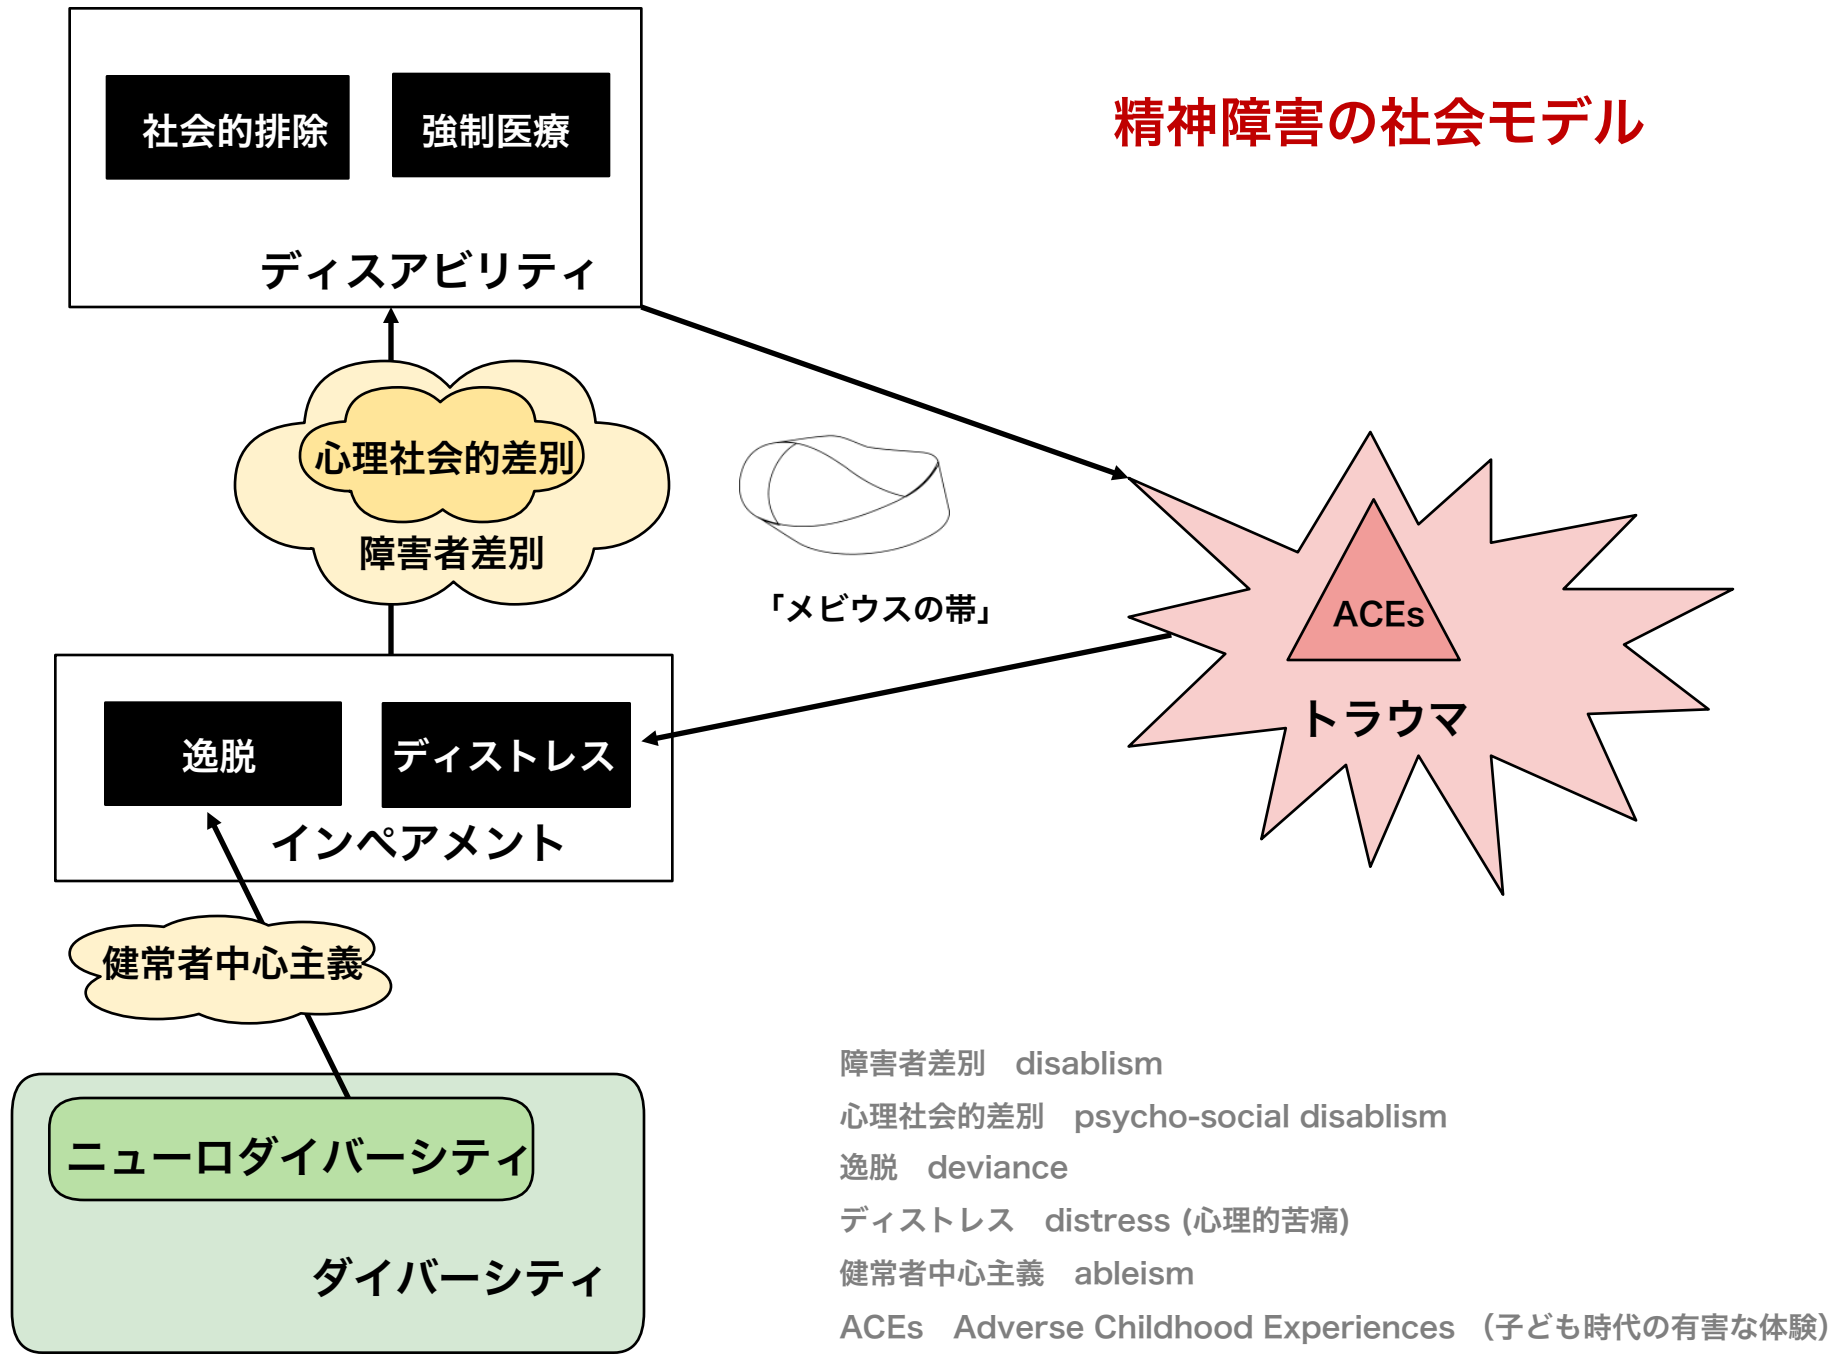 精神障害の社会モデル
社会的排除
強制医療
ディスアビリティ
心理社会的差別
障害者差別
「メビウスの帯」
ACEs
トラウマ
逸脱
ディストレス
インペアメント
健常者中心主義
ニューロダイバーシティ
ダイバーシティ
障害者差別　disablism
心理社会的差別　psycho-social disablism
逸脱　deviance
ディストレス　distress (心理的苦痛)
健常者中心主義　ableism
ACEs　Adverse Childhood Experiences （子ども時代の有害な体験）